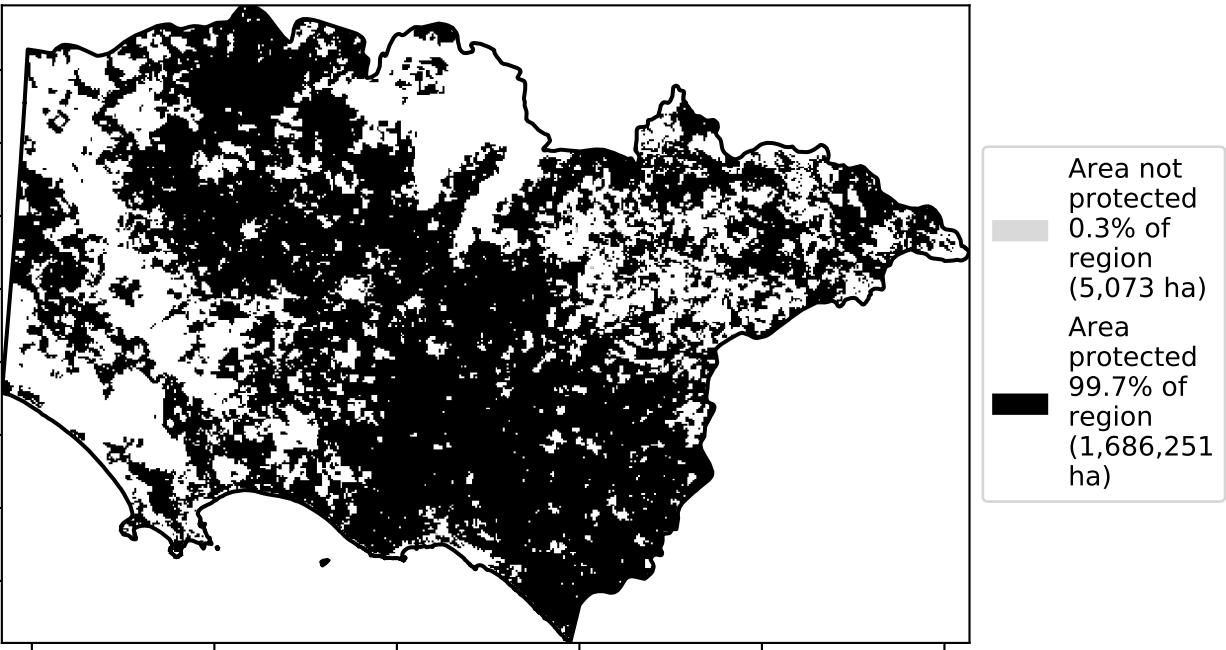 Area not
protected
0.3% of
region
(5,073 ha)
Area
protected
99.7% of
region
(1,686,251
ha)